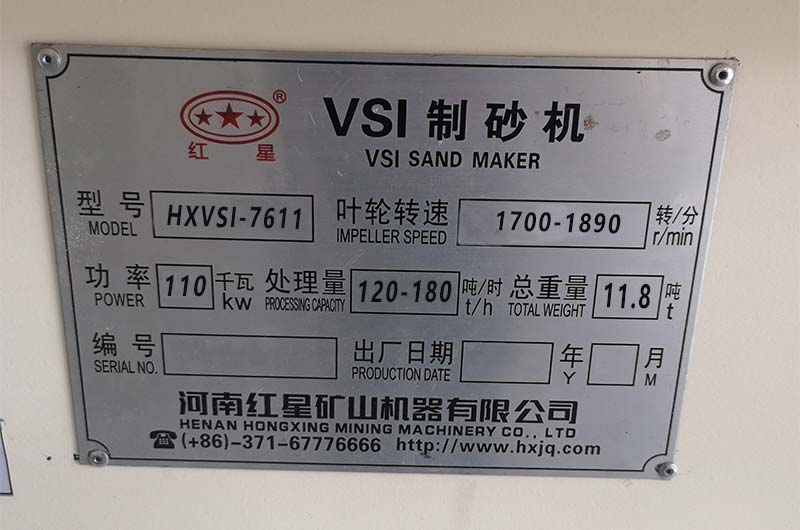 VSI 制砂机
®
红星
VSI SAND MAKER
型号 HXVSI-7611 叶轮转速 1700-1890 转/分
MODEL IMPELLER SPEED r/min
功率 110 千瓦 处理量 120-180 吨/时 总重量 11.8 吨
POWER kw PROCESSING CAPACITY t/h TOTAL WEIGHT t
编号 出厂日期 年 月
SERIAL NO. PRODUCTION DATE Y M
河南红星矿山机器有限公司
HENAN HONGXING MINING MACHINERY CO., LTD
☎(+86)-371-67776666 http://www.hxjq.com